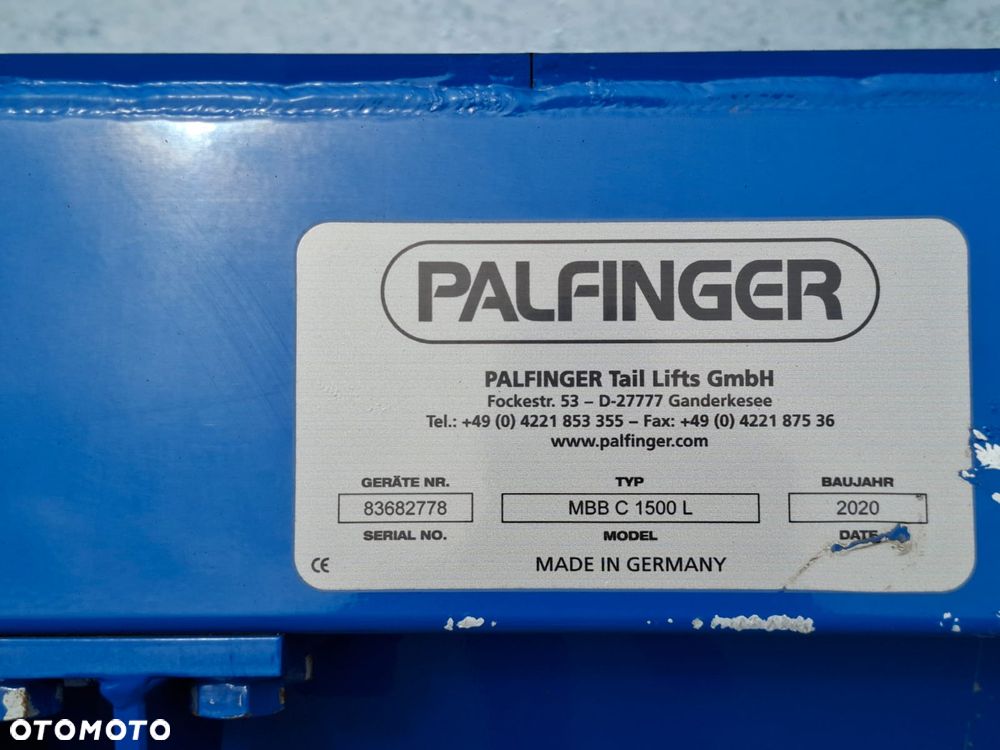 PALFINGER
PALFINGER Tail Lifts GmbH
Fockestr. 53 – D-27777 Ganderkesee
Tel.: +49 (0) 4221 853 355 – Fax: +49 (0) 4221 875 36
www.palfinger.com
GERÄTE NR. TYP BAUJAHR
83682778 MBB C 1500 L 2020
SERIAL NO. MODEL DATE
CE MADE IN GERMANY
OTOMOTO